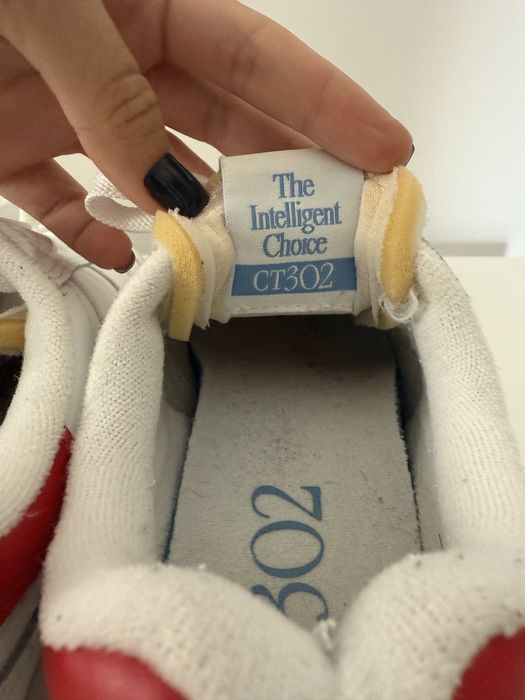 The
Intelligent
Choice
CT302
302